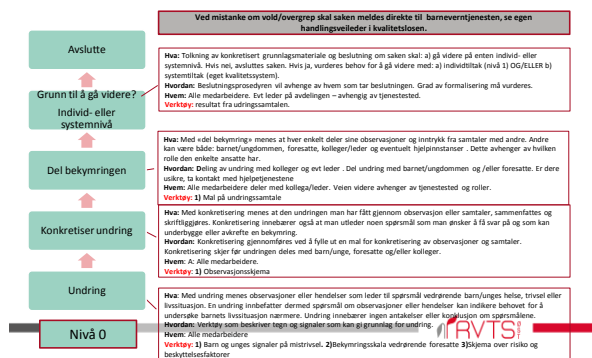 Ved mistanke om vold/overgrep skal saken meldes direkte til barneverntjenesten, se egen
handlingsveileder i kvalitetslosen.
Avslutte
Hva: Tolkning av konkretisert grunnlagsmateriale og beslutning om saken skal: a) gå videre på enten individ- eller
systemnivå. Hvis nei, avsluttes saken. Hvis ja, vurderes behov for å gå videre med: a) individtiltak (nivå 1) OG/ELLER b)
systemtiltak (eget kvalitetssystem).
Hvordan: Beslutningsprosedyren vil avhenge av hvem som tar beslutningen. Grad av formalisering må vurderes.
Hvem: Alle medarbeidere. Evt leder på avdelingen – avhengig av tjenestested.
Verktøy: resultat fra udringssamtalen.
Grunn til å gå videre?
Individ- eller
systemnivå
Hva: Med «del bekymring» menes at hver enkelt deler sine observasjoner og inntrykk fra samtaler med andre. Andre
kan være både: barnet/ungdommen, foresatte, kolleger/leder og eventuelt hjelpinnstanser . Dette avhenger av hvilken
rolle den enkelte ansatte har.
Hvordan: Deling av undring med kolleger og evt leder . Del undring med barnet/ungdommen og /eller foresatte. Er dere
usikre, ta kontakt med hjelpetjenestene
Hvem: Alle medarbeidere deler med kollega/leder. Veien videre avhenger av tjenestested og roller.
Verktøy: 1) Mal på undringssamtale
Del bekymringen
Hva: Med konkretisering menes at den undringen man har fått gjennom observasjon eller samtaler, sammenfattes og
skriftliggjøres. Konkretisering innebærer også at man utleder noen spørsmål som man ønsker å få svar på og som kan
underbygge eller avkrefte en bekymring.
Hvordan: Konkretisering gjennomføres ved å fylle ut en mal for konkretisering av observasjoner og samtaler.
Konkretisering skjer før undringen deles med barn/unge, foresatte og/eller kolleger.
Hvem: A: Alle medarbeidere.
Verktøy: 1) Observasjonsskjema
Konkretiser undring
Hva: Med undring menes observasjoner eller hendelser som leder til spørsmål vedrørende barn/unges helse, trivsel eller
livssituasjon. En undring innbefatter dermed spørsmål om observasjoner eller hendelser kan indikere behovet for å
undersøke barnets livssituasjon nærmere. Undring innebærer ingen antakelser eller konklusjon om spørsmålene.
Hvordan: Verktøy som beskriver tegn og signaler som kan gi grunnlag for undring.
Hvem: Alle medarbeidere
Verktøy: 1) Barn og unges signaler på mistrivsel. 2)Bekymringsskala vedrørende foresatte 3)Skjema over risiko og
beskyttelsesfaktorer
Undring
Nivå 0
RVTS